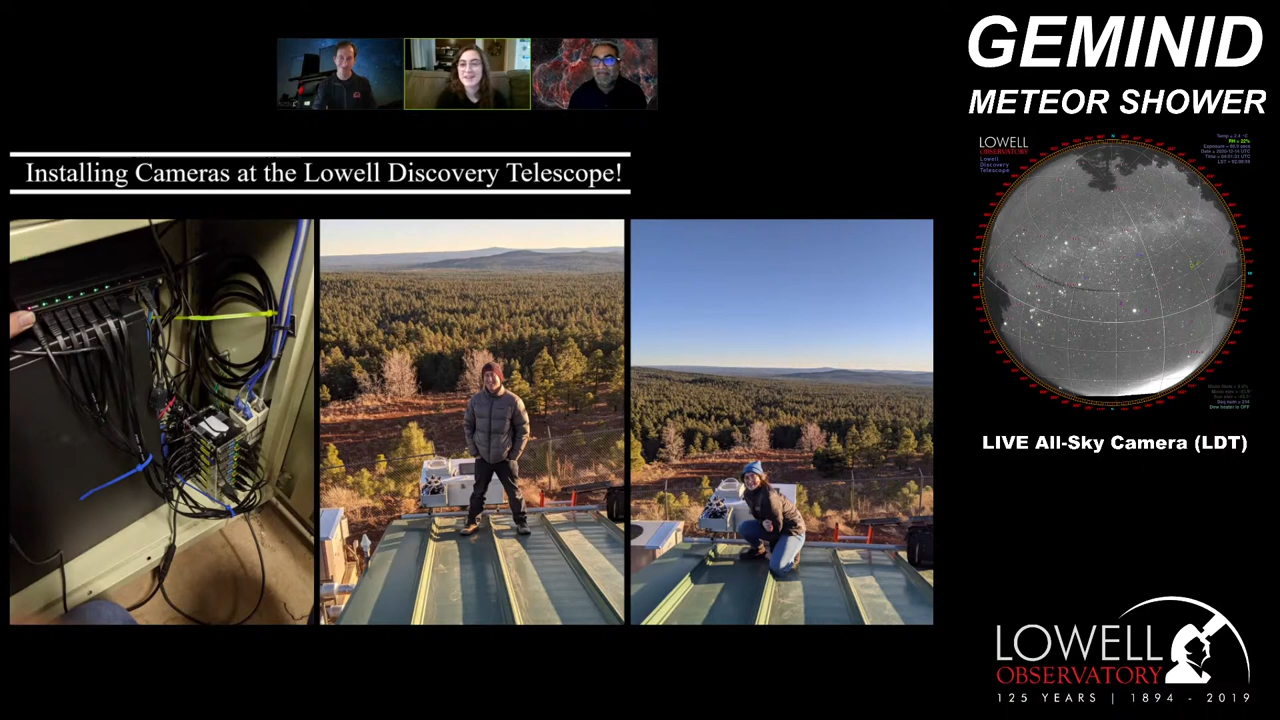 GEMINID
METEOR SHOWER
Installing Cameras at the Lowell Discovery Telescope!
LOWELL
OBSERVATORY
Lowell
Discovery
Telescope
LIVE All-Sky Camera (LDT)
LOWELL
OBSERVATORY
125 YEARS | 1894 - 2019